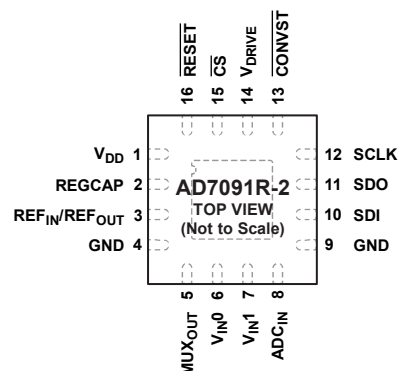 16 RESET
15 CS
14 VDRIVE
13 CONVST
VDD 1
REGCAP 2
REFIN/REFOUT 3
GND 4
AD7091R-2
TOP VIEW
(Not to Scale)
12 SCLK
11 SDO
10 SDI
9 GND
5 MUXOUT
6 VIN0
7 VIN1
8 ADCIN